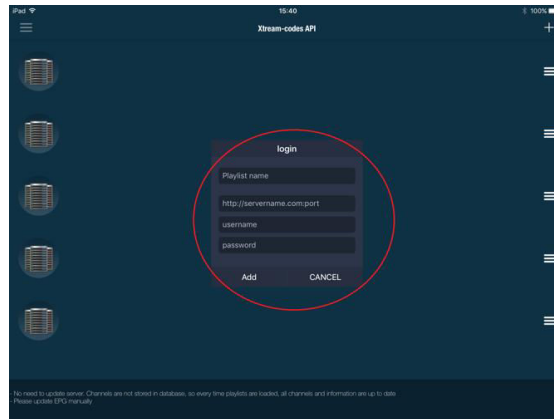 iPad 15:40 100%
Xtream-codes API
login
Playlist name
http://servername.com:port
username
password
Add CANCEL
- No need to update server. Channels are not stored in database, so every time playlists are loaded, all channels and information are up to date
- Please update EPG manually